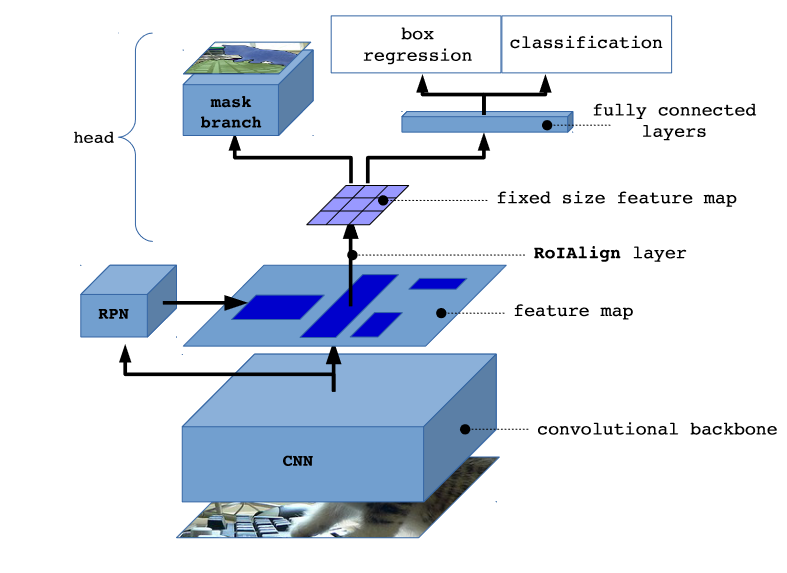 box
regression
classification
mask
branch
fully connected
layers
head
fixed size feature map
RoIAlign layer
RPN
feature map
convolutional backbone
CNN